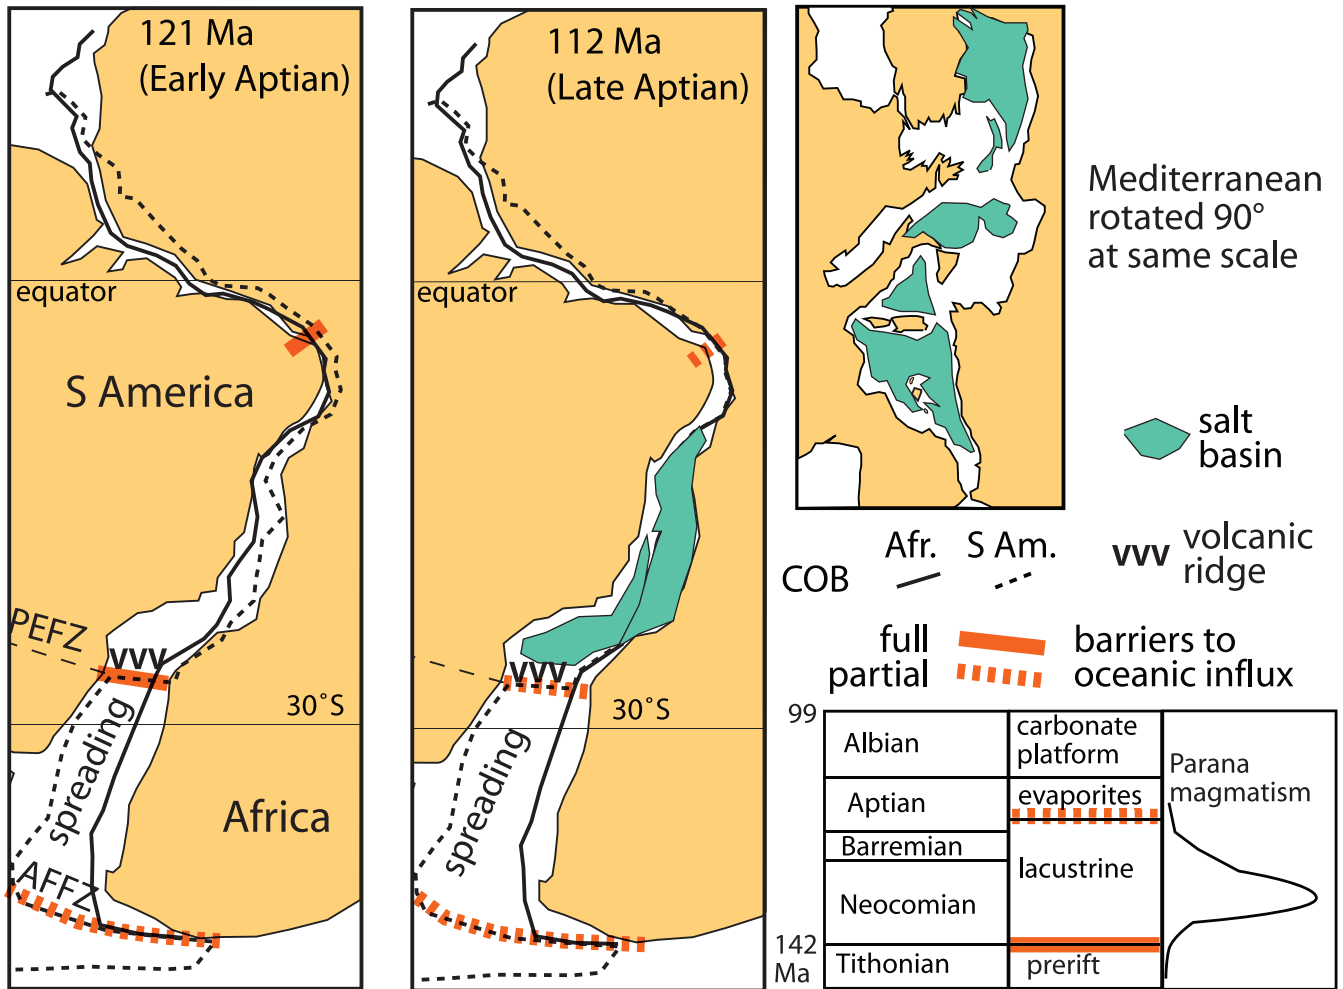 121 Ma
(Early Aptian)
equator
S America
PEFZ
vvv
30˚S
spreading
Africa
AFFZ
112 Ma
(Late Aptian)
equator
vvv
30˚S
spreading
Mediterranean
rotated 90°
at same scale
salt
basin
Afr. S Am.
COB
vvv volcanic
ridge
full barriers to
partial oceanic influx
99
Albian
carbonate
platform
Parana
magmatism
Aptian
evaporites
Barremian
lacustrine
Neocomian
142
Ma
Tithonian
prerift